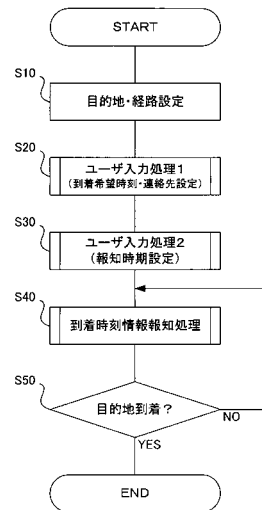 START
S10
目的地・経路設定
S20
ユーザ入力処理1
(到着希望時刻・連絡先設定)
S30
ユーザ入力処理2
(報知時期設定)
S40
到着時刻情報報知処理
S50
目的地到着？
NO
YES
END